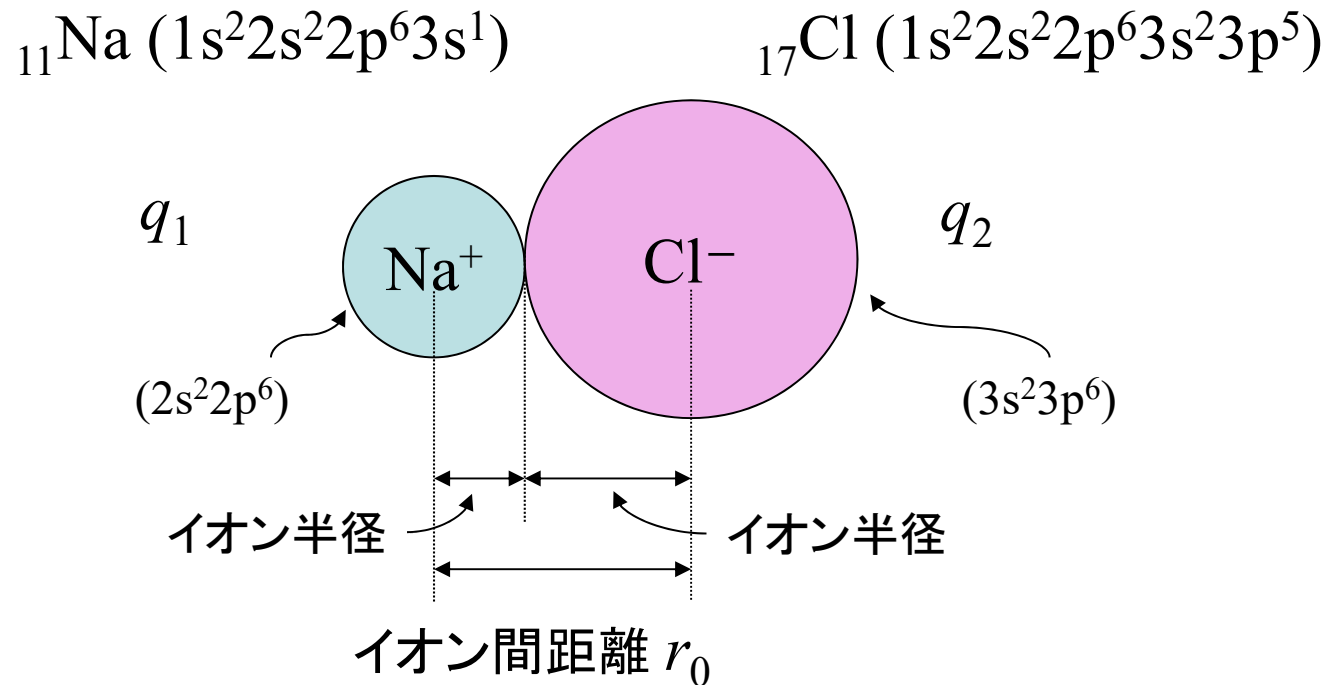 ₁₁Na (1s²2s²2p⁶3s¹)
₁₇Cl (1s²2s²2p⁶3s²3p⁵)
q₁
Na⁺
Cl⁻
q₂
(2s²2p⁶)
(3s²3p⁶)
イオン半径
イオン半径
イオン間距離 r₀